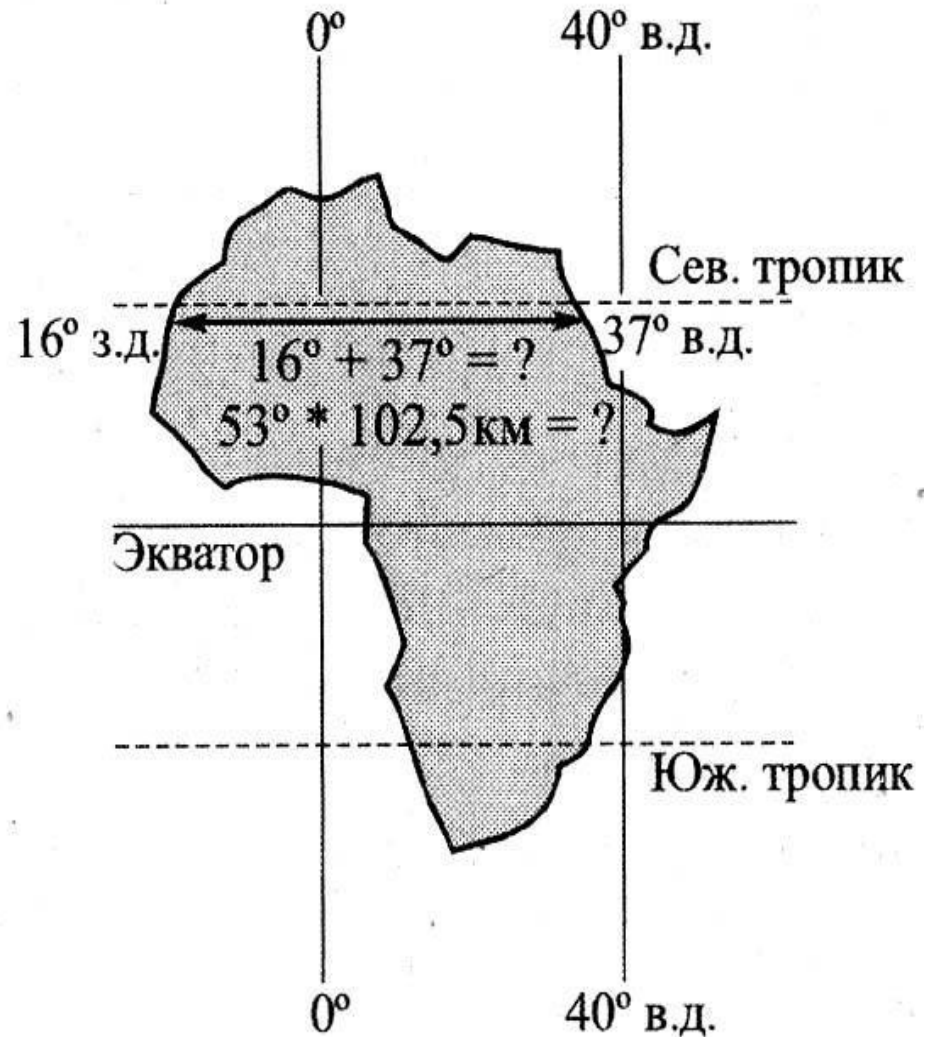 0º 40º в.д.
Сев. тропик
16º з.д. 37º в.д.
16º + 37º = ?
53º * 102,5км = ?
Экватор
Юж. тропик
0º 40º в.д.